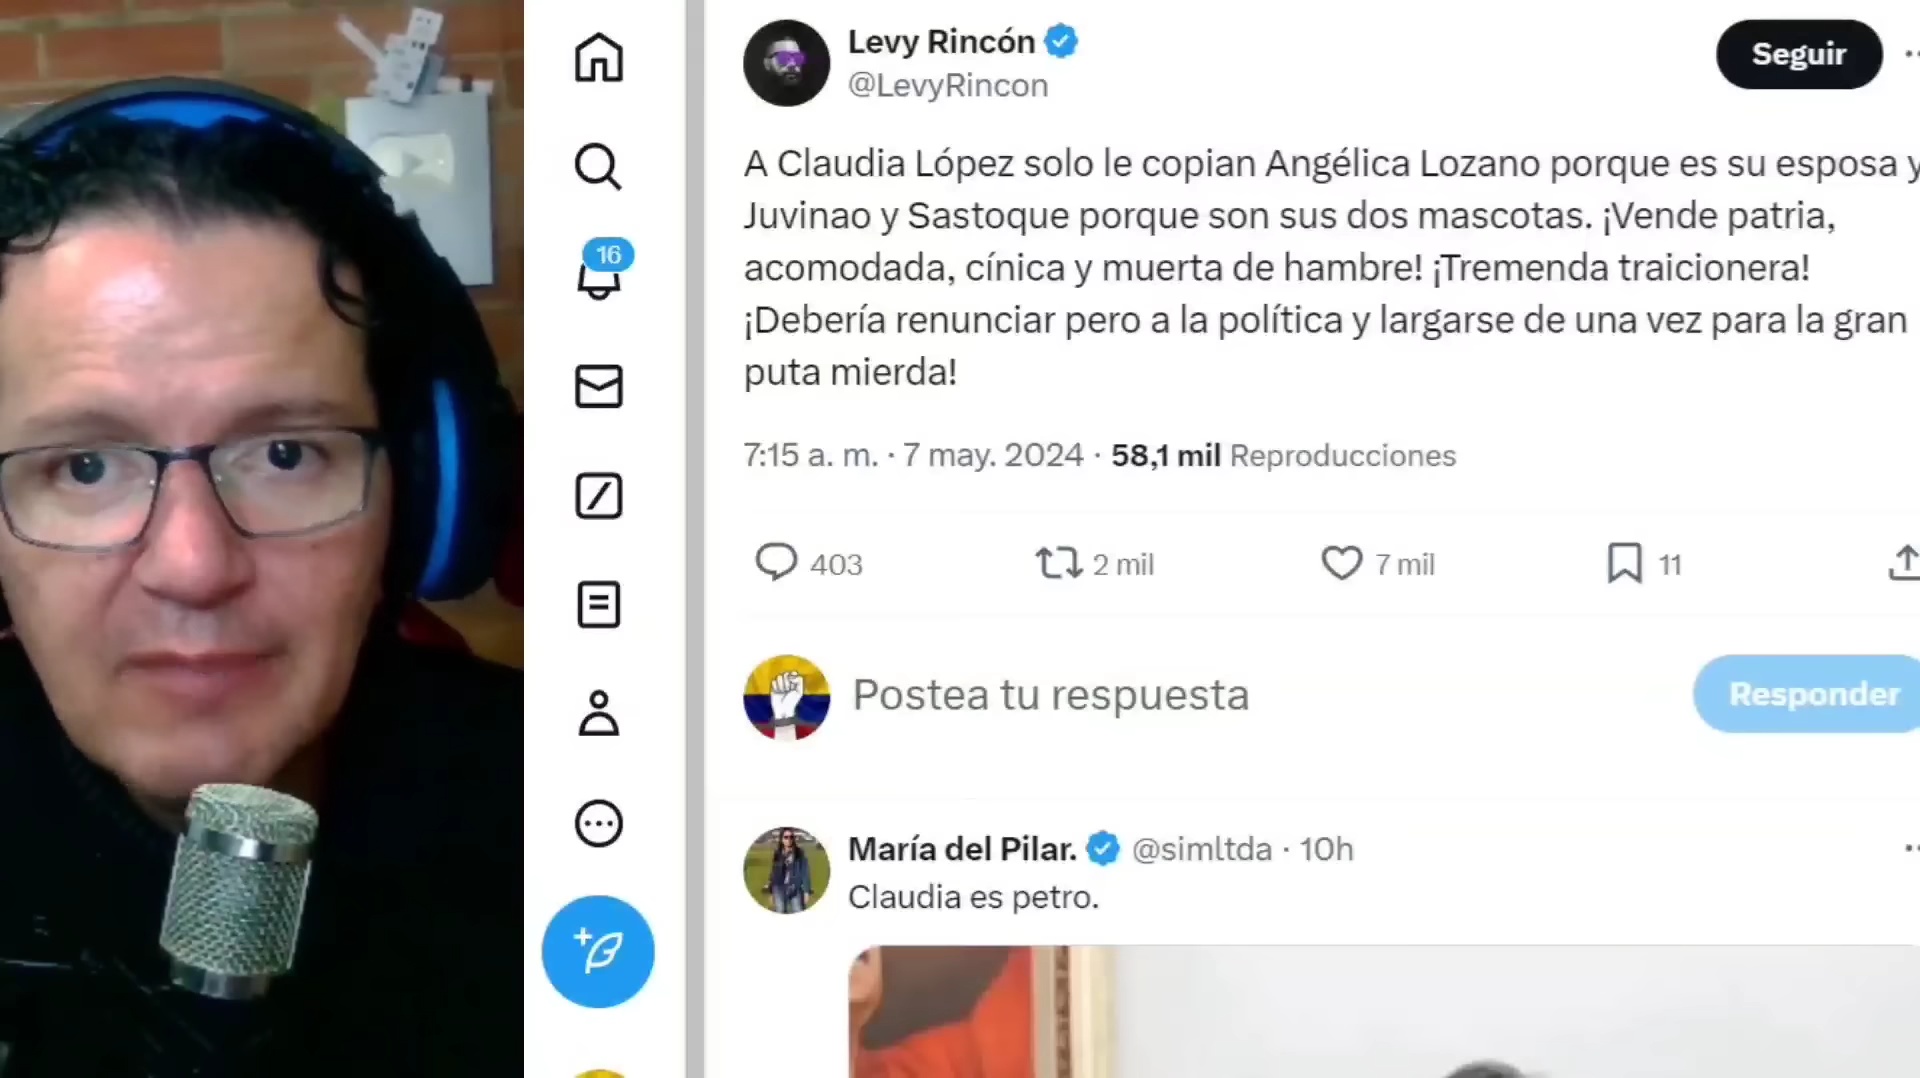 Levy Rincón
@LevyRincon
Seguir
A Claudia López solo le copian Angélica Lozano porque es su esposa y
Juvinao y Sastoque porque son sus dos mascotas. ¡Vende patria,
acomodada, cínica y muerta de hambre! ¡Tremenda traicionera!
¡Debería renunciar pero a la política y largarse de una vez para la gran
puta mierda!
7:15 a. m. · 7 may. 2024 · 58,1 mil Reproducciones
403 2 mil 7 mil 11
Postea tu respuesta
Responder
María del Pilar. @simltda · 10h
Claudia es petro.
16